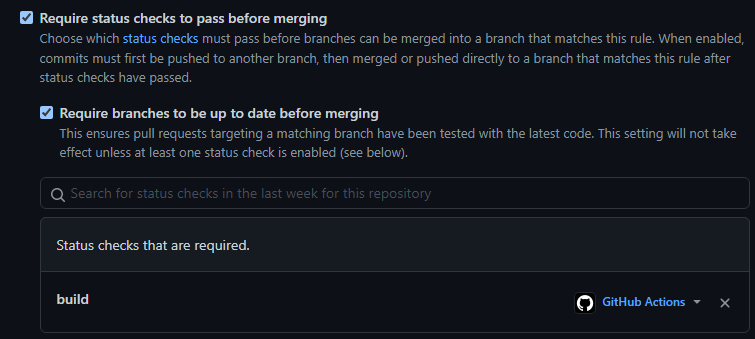 Require status checks to pass before merging
Choose which status checks must pass before branches can be merged into a branch that matches this rule. When enabled,
commits must first be pushed to another branch, then merged or pushed directly to a branch that matches this rule after
status checks have passed.
Require branches to be up to date before merging
This ensures pull requests targeting a matching branch have been tested with the latest code. This setting will not take
effect unless at least one status check is enabled (see below).
Search for status checks in the last week for this repository
Status checks that are required.
build GitHub Actions